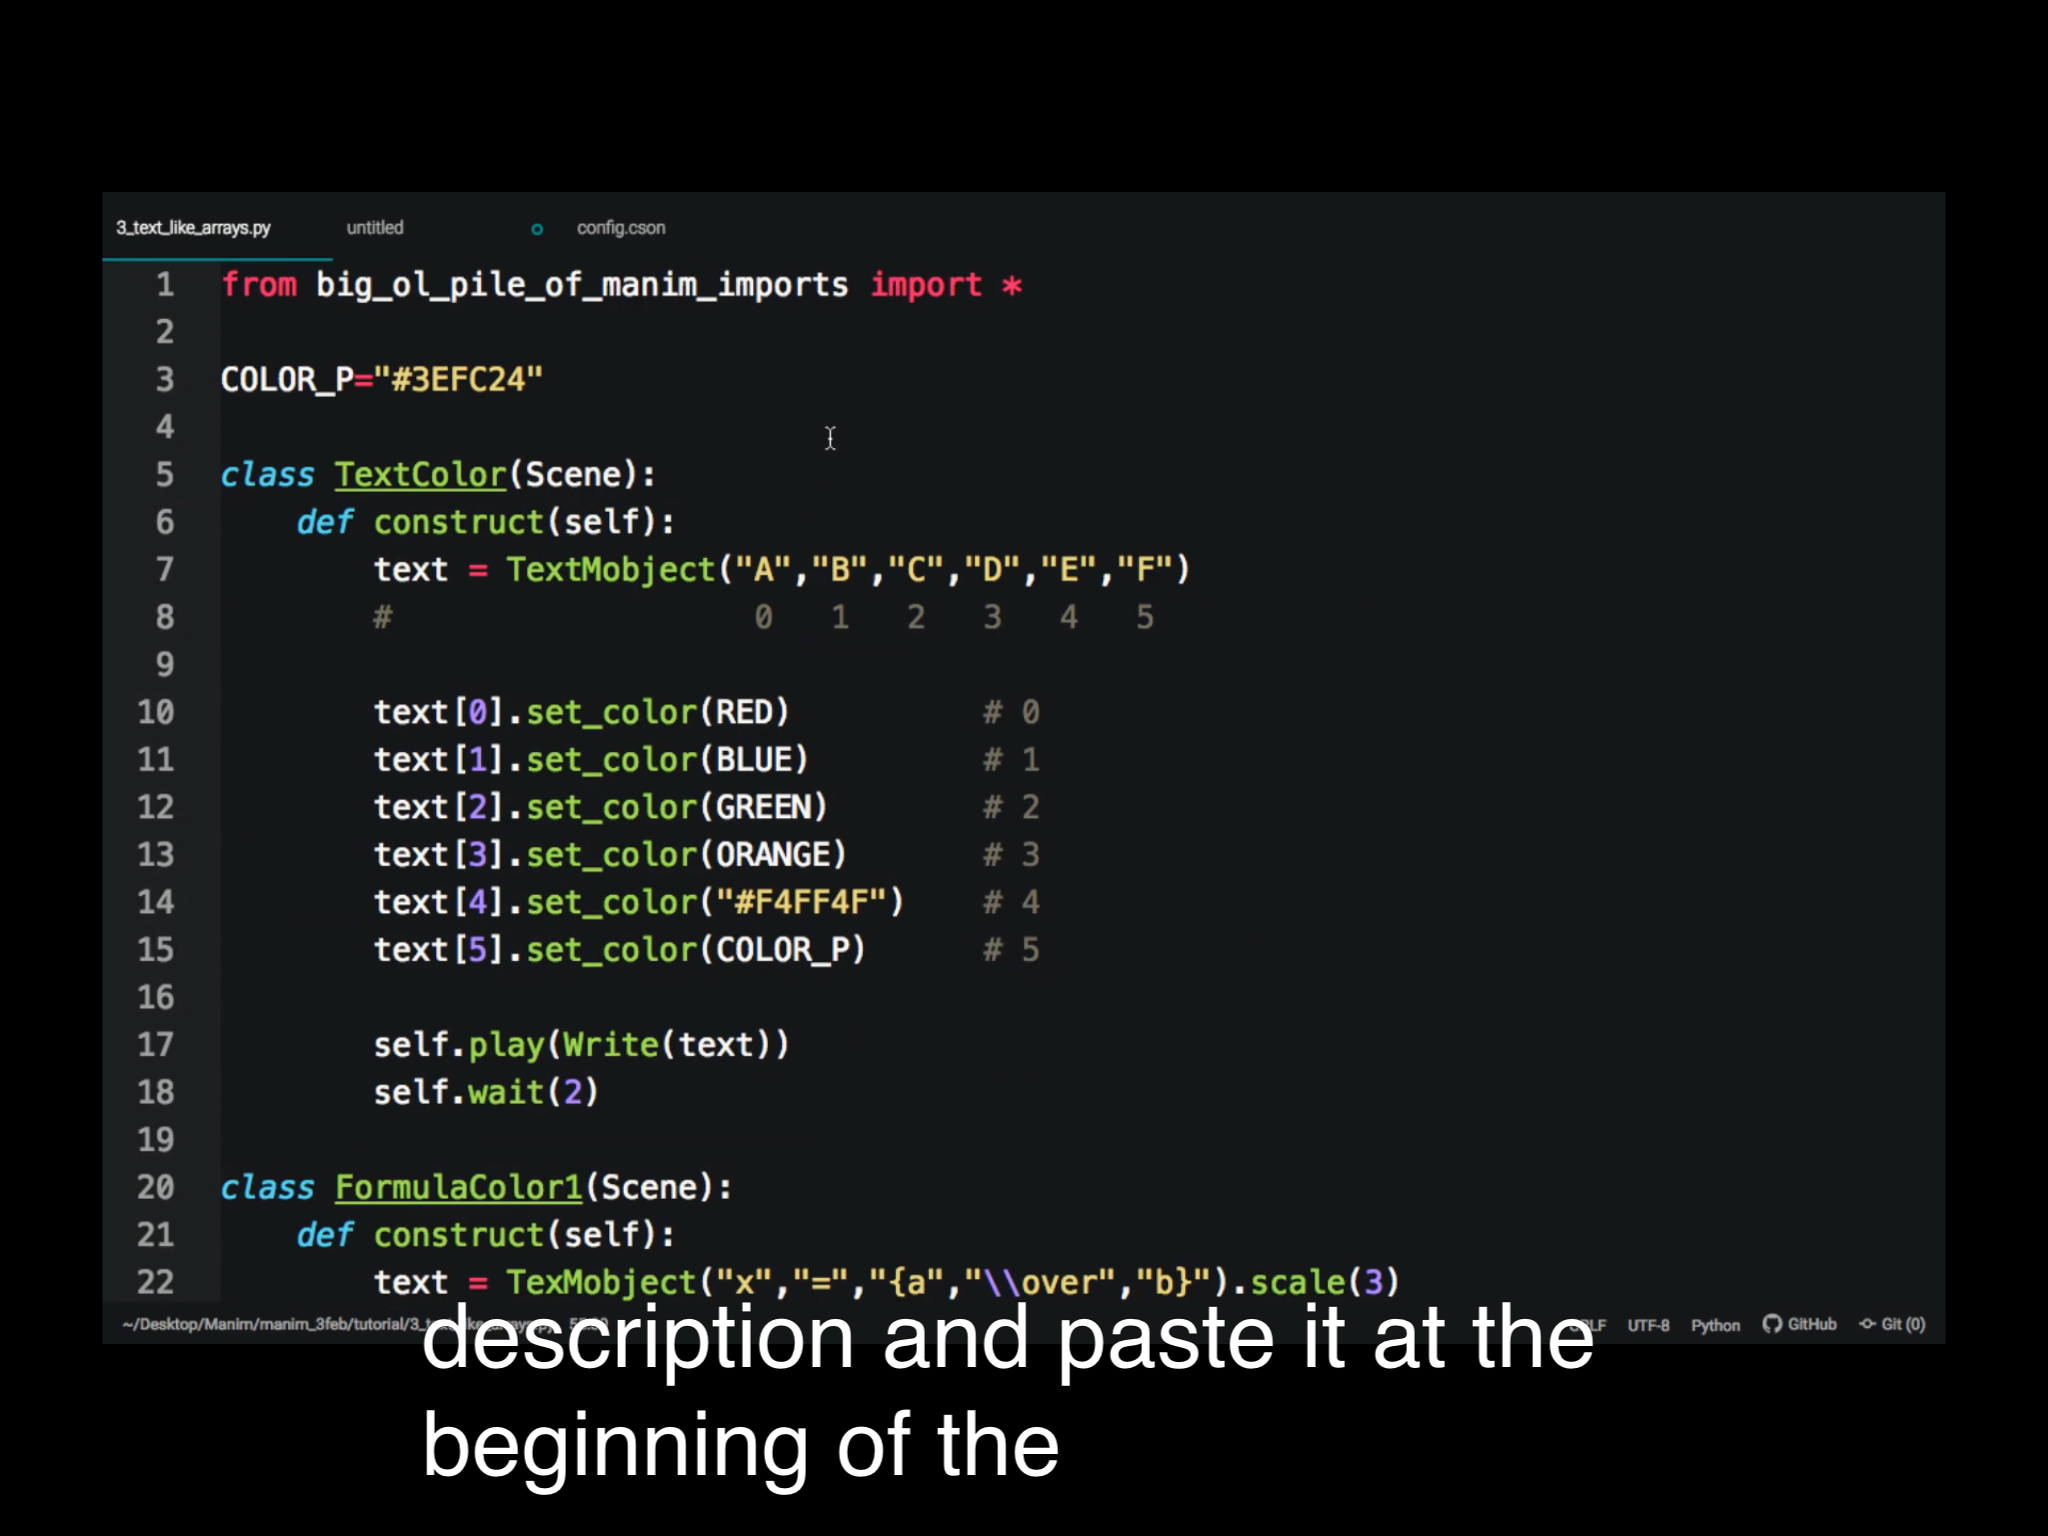 3_text_like_arrays.py untitled config.cson
1 from big_ol_pile_of_manim_imports import *
2
3 COLOR_P="#3EFC24"
4
5 class TextColor(Scene):
6 def construct(self):
7 text = TextMobject("A","B","C","D","E","F")
8 # 0 1 2 3 4 5
9
10 text[0].set_color(RED) # 0
11 text[1].set_color(BLUE) # 1
12 text[2].set_color(GREEN) # 2
13 text[3].set_color(ORANGE) # 3
14 text[4].set_color("#F4FF4F") # 4
15 text[5].set_color(COLOR_P) # 5
16
17 self.play(Write(text))
18 self.wait(2)
19
20 class FormulaColor1(Scene):
21 def construct(self):
22 text = TexMobject("x","=","{a","\\over","b}").scale(3)
~/Desktop/Manim/manim_3feb/tutorial/3_text_like_arrays.py UTF-8 Python GitHub Git (0)
description and paste it at the
beginning of the